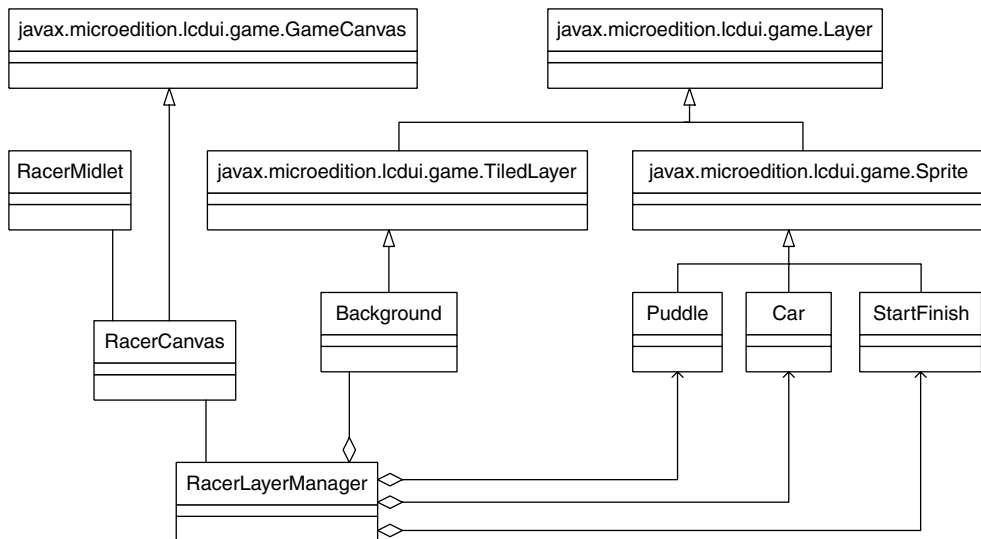 javax.microedition.lcdui.game.GameCanvas
javax.microedition.lcdui.game.Layer
RacerMidlet
javax.microedition.lcdui.game.TiledLayer
javax.microedition.lcdui.game.Sprite
Background
Puddle
Car
StartFinish
RacerCanvas
RacerLayerManager